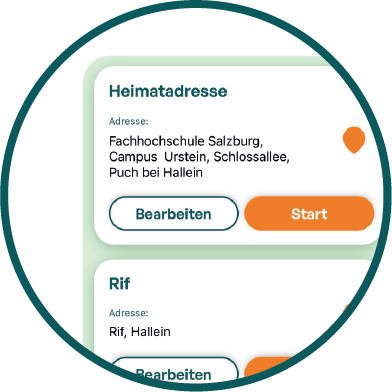 Heimatadresse
Adresse:
Fachhochschule Salzburg,
Campus Urstein, Schlossallee,
Puch bei Hallein
Bearbeiten Start
Rif
Adresse:
Rif, Hallein
Bearbeiten